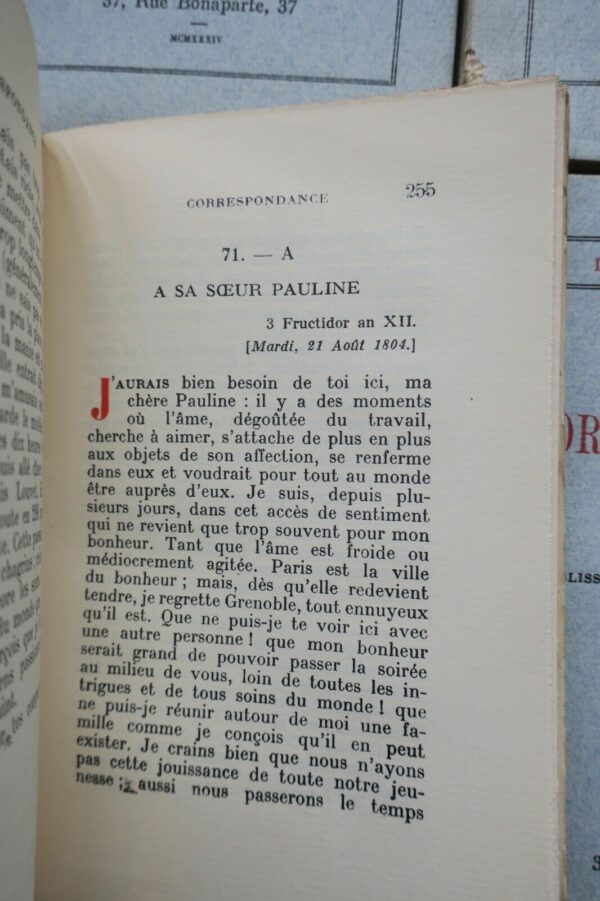 37, Rue Bonaparte, 37
MCMXXXIV
CORRESPONDANCE 255
71. — A
A SA SŒUR PAULINE
3 Fructidor an XII.
[Mardi, 21 Août 1804.]
J'AURAIS bien besoin de toi ici, ma
chère Pauline : il y a des moments
où l'âme, dégoûtée du travail,
cherche à aimer, s'attache de plus en plus
aux objets de son affection, se renferme
dans eux et voudrait pour tout au monde
être auprès d'eux. Je suis, depuis plu-
sieurs jours, dans cet accès de sentiment
qui ne revient que trop souvent pour mon
bonheur. Tant que l'âme est froide ou
médiocrement agitée. Paris est la ville
du bonheur ; mais, dès qu'elle redevient
tendre, je regrette Grenoble, tout ennuyeux
qu'il est. Que ne puis-je te voir ici avec
une autre personne ! que mon bonheur
serait grand de pouvoir passer la soirée
au milieu de vous, loin de toutes les in-
trigues et de tous soins du monde ! que
ne puis-je réunir autour de moi une fa-
mille comme je conçois qu'il en peut
exister. Je crains bien que nous n'ayons
pas cette jouissance de toute notre jeu-
nesse ; aussi nous passerons le temps
OR
LISS